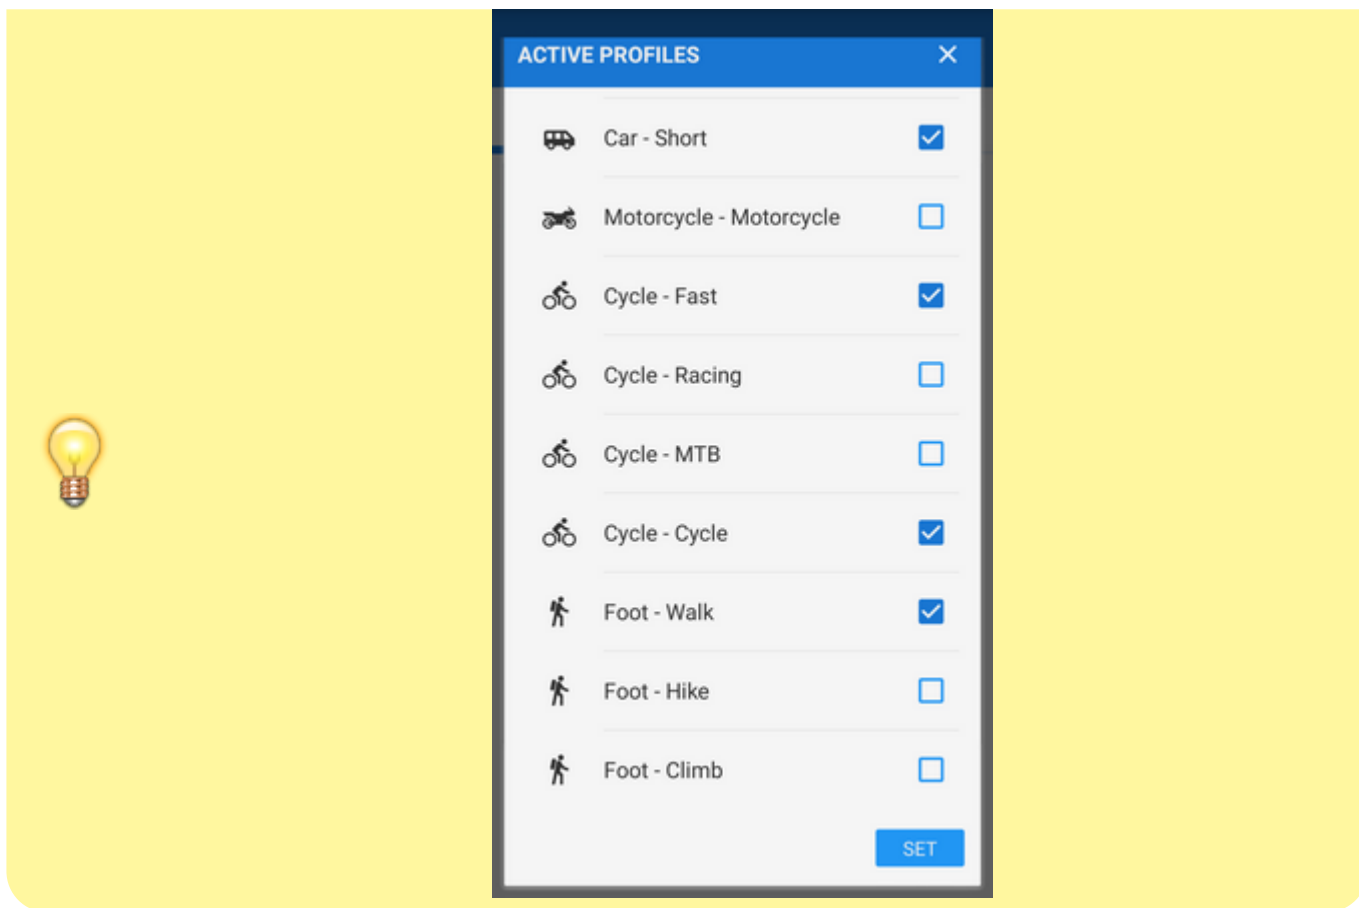 ACTIVE PROFILES
Car - Short
Motorcycle - Motorcycle
Cycle - Fast
Cycle - Racing
Cycle - MTB
Cycle - Cycle
Foot - Walk
Foot - Hike
Foot - Climb
SET